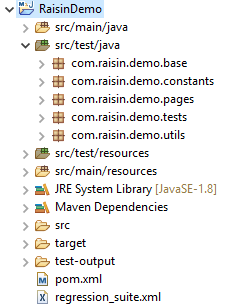 RaisinDemo
src/main/java
src/test/java
com.raisin.demo.base
com.raisin.demo.constants
com.raisin.demo.pages
com.raisin.demo.tests
com.raisin.demo.utils
src/test/resources
src/main/resources
JRE System Library [JavaSE-1.8]
Maven Dependencies
src
target
test-output
pom.xml
regression_suite.xml